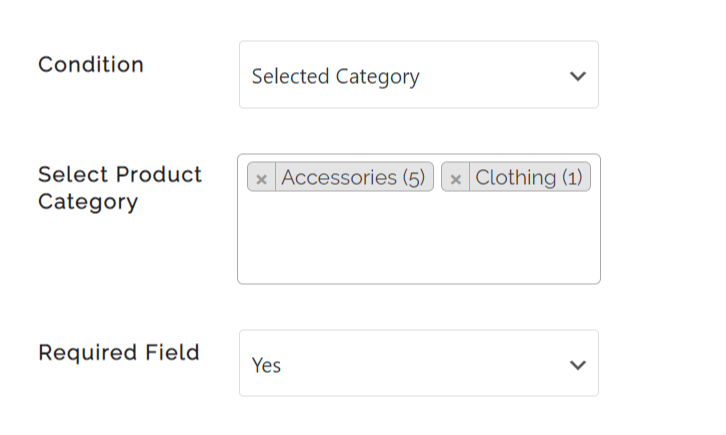 Condition
Selected Category
Select Product
Category
× Accessories (5) × Clothing (1)
Required Field
Yes